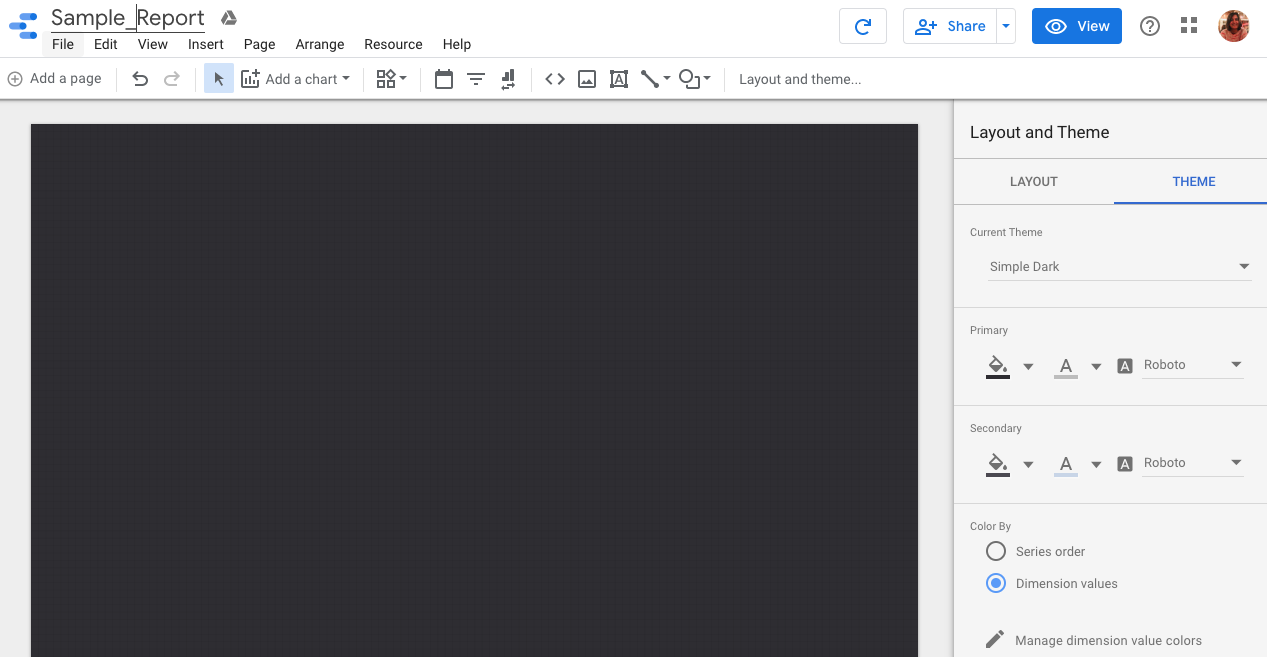 Sample_Report
File Edit View Insert Page Arrange Resource Help
Share View
Add a page Add a chart Layout and theme...
Layout and Theme
LAYOUT THEME
Current Theme
Simple Dark
Primary
A A Roboto
Secondary
A A Roboto
Color By
Series order
Dimension values
Manage dimension value colors